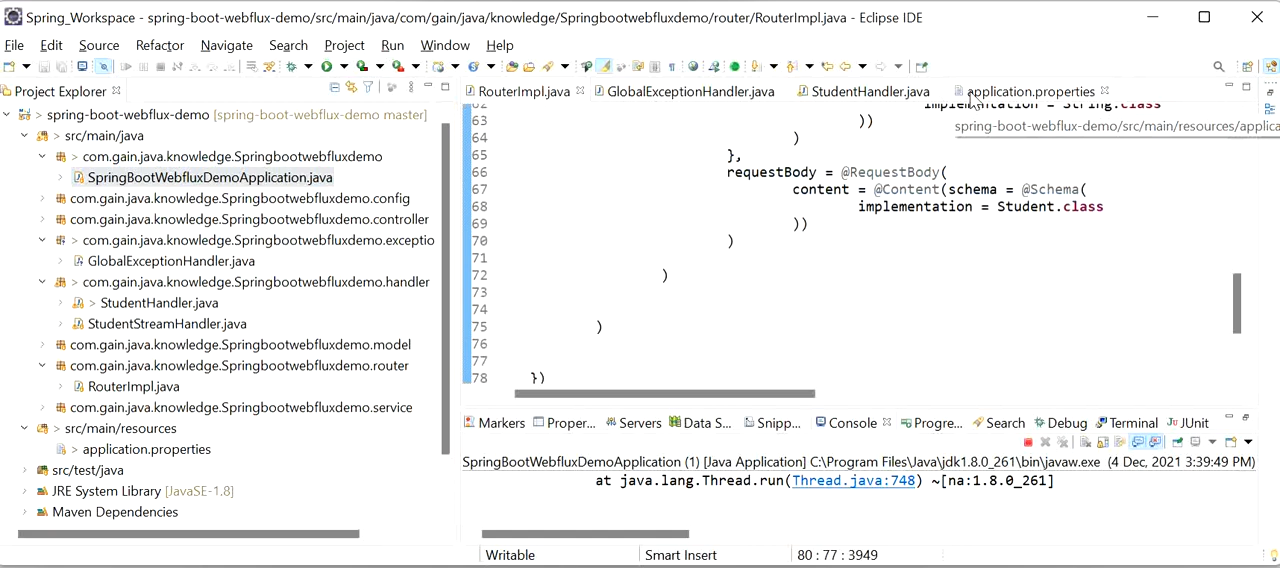 Spring_Workspace - spring-boot-webflux-demo/src/main/java/com/gain/java/knowledge/Springbootwebfluxdemo/router/RouterImpl.java - Eclipse IDE
File Edit Source Refactor Navigate Search Project Run Window Help
Project Explorer
RouterImpl.java GlobalExceptionHandler.java StudentHandler.java application.properties
spring-boot-webflux-demo/src/main/resources/applica
> spring-boot-webflux-demo [spring-boot-webflux-demo master]
> src/main/java
> com.gain.java.knowledge.Springbootwebfluxdemo
SpringBootWebfluxDemoApplication.java
com.gain.java.knowledge.Springbootwebfluxdemo.config
com.gain.java.knowledge.Springbootwebfluxdemo.controller
> com.gain.java.knowledge.Springbootwebfluxdemo.exceptio
GlobalExceptionHandler.java
> com.gain.java.knowledge.Springbootwebfluxdemo.handler
> StudentHandler.java
StudentStreamHandler.java
com.gain.java.knowledge.Springbootwebfluxdemo.model
com.gain.java.knowledge.Springbootwebfluxdemo.router
RouterImpl.java
com.gain.java.knowledge.Springbootwebfluxdemo.service
> src/main/resources
> application.properties
src/test/java
JRE System Library [JavaSE-1.8]
Maven Dependencies
62 implementation = String.class
63 ))
64 )
65 },
66 requestBody = @RequestBody(
67 content = @Content(schema = @Schema(
68 implementation = Student.class
69 ))
70 )
71
72 )
73
74
75 )
76
77
78 })
Markers Proper... Servers Data S... Snipp... Console Progre... Search Debug Terminal JUnit
SpringBootWebfluxDemoApplication (1) [Java Application] C:\Program Files\Java\jdk1.8.0_261\bin\javaw.exe (4 Dec, 2021 3:39:49 PM)
at java.lang.Thread.run(Thread.java:748) ~[na:1.8.0_261]
Writable Smart Insert 80 : 77 : 3949